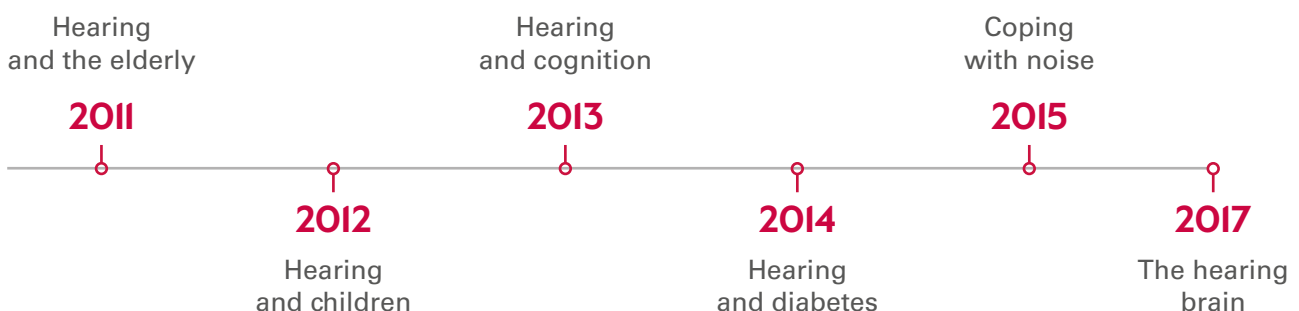 Hearing
and the elderly
2011
2012
Hearing
and children
Hearing
and cognition
2013
2014
Hearing
and diabetes
Coping
with noise
2015
2017
The hearing
brain